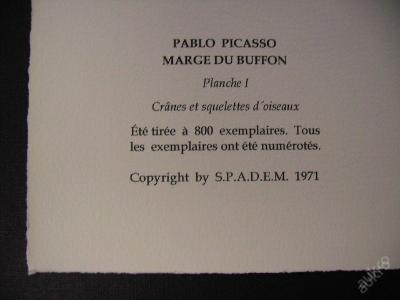 PABLO PICASSO
MARGE DU BUFFON
Planche I
Crânes et squelettes d´oiseaux
Été tirée à 800 exemplaires. Tous
les exemplaires ont été numérotés.
Copyright by S.P.A.D.E.M. 1971
aukro